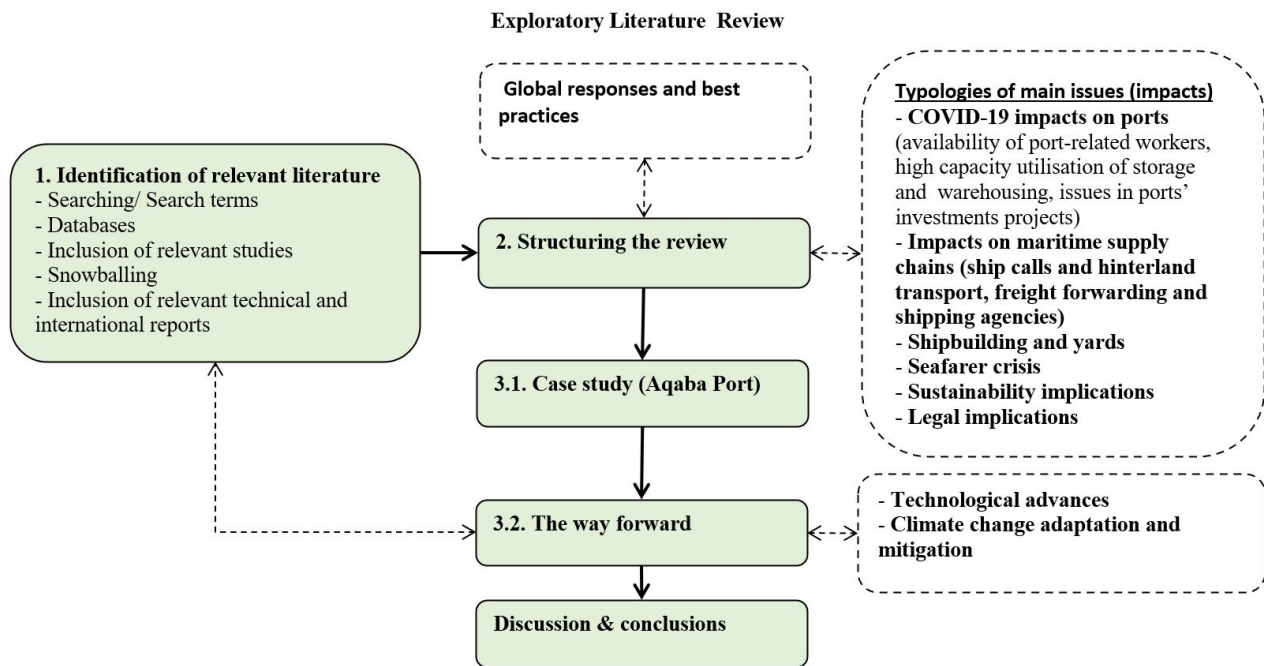 Exploratory Literature Review
Global responses and best
practices
Typologies of main issues (impacts)
- COVID-19 impacts on ports
(availability of port-related workers,
high capacity utilisation of storage
and warehousing, issues in ports'
investments projects)
- Impacts on maritime supply
chains (ship calls and hinterland
transport, freight forwarding and
shipping agencies)
- Shipbuilding and yards
- Seafarer crisis
- Sustainability implications
- Legal implications
1. Identification of relevant literature
- Searching/ Search terms
- Databases
- Inclusion of relevant studies
- Snowballing
- Inclusion of relevant technical and
international reports
2. Structuring the review
3.1. Case study (Aqaba Port)
3.2. The way forward
- Technological advances
- Climate change adaptation and
mitigation
Discussion & conclusions